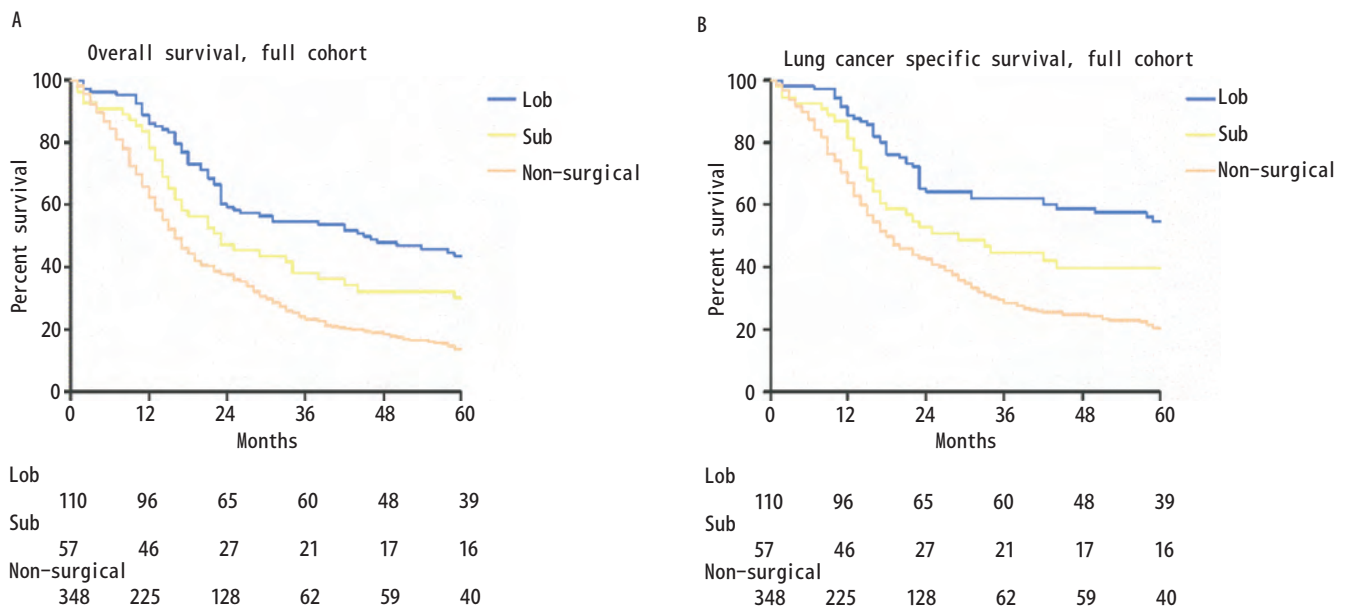 A
Overall survival, full cohort
100
80
60
40
20
0
Percent survival
0 12 24 36 48 60
Months
Lob
Sub
Non-surgical
Lob
110 96 65 60 48 39
Sub
57 46 27 21 17 16
Non-surgical
348 225 128 62 59 40
B
Lung cancer specific survival, full cohort
100
80
60
40
20
0
Percent survival
0 12 24 36 48 60
Months
Lob
Sub
Non-surgical
Lob
110 96 65 60 48 39
Sub
57 46 27 21 17 16
Non-surgical
348 225 128 62 59 40